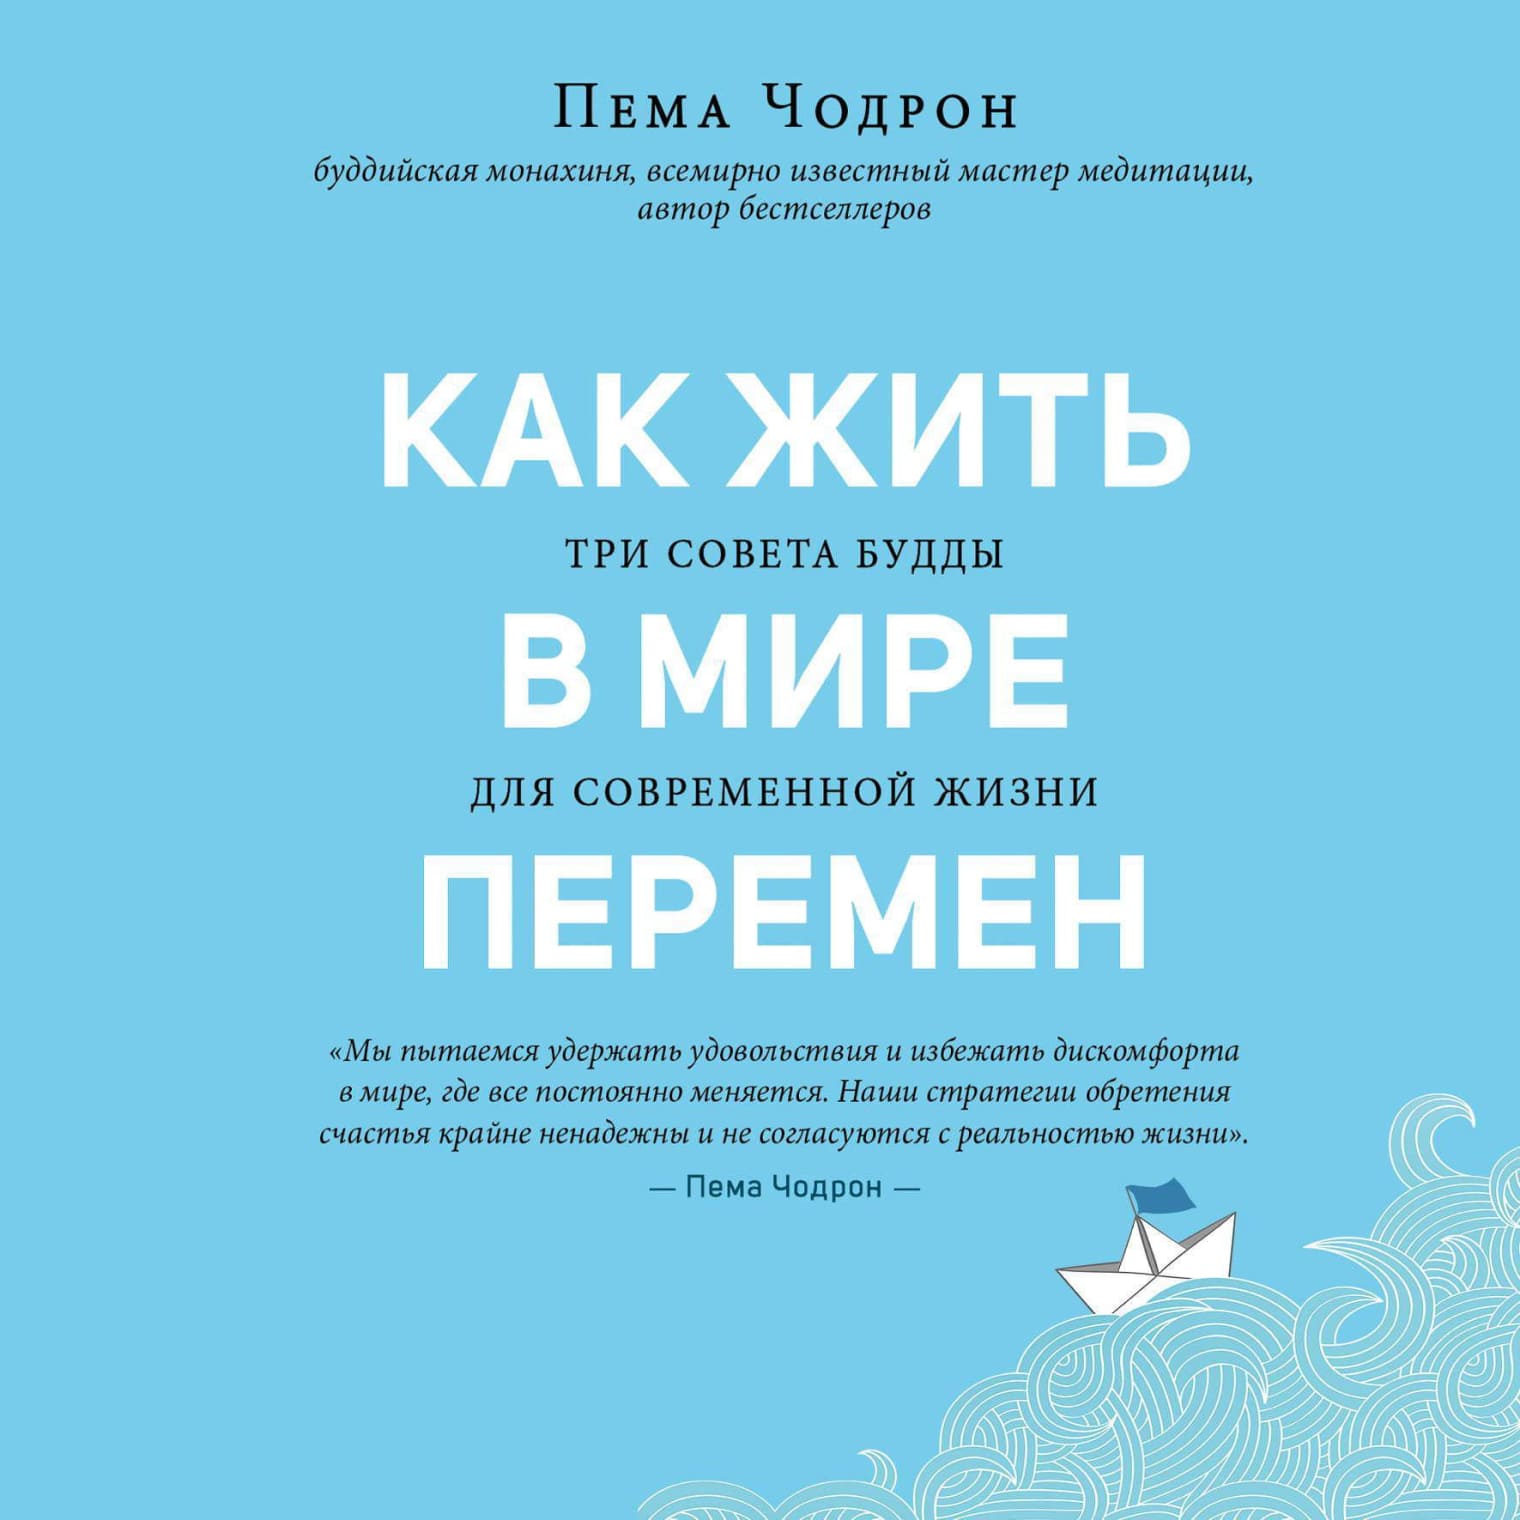 Пема Чодрон
буддийская монахиня, всемирно известный мастер медитации,
автор бестселлеров
КАК ЖИТЬ
ТРИ СОВЕТА БУДДЫ
В МИРЕ
ДЛЯ СОВРЕМЕННОЙ ЖИЗНИ
ПЕРЕМЕН
«Мы пытаемся удержать удовольствия и избежать дискомфорта
в мире, где все постоянно меняется. Наши стратегии обретения
счастья крайне ненадежны и не согласуются с реальностью жизни».
— Пема Чодрон —